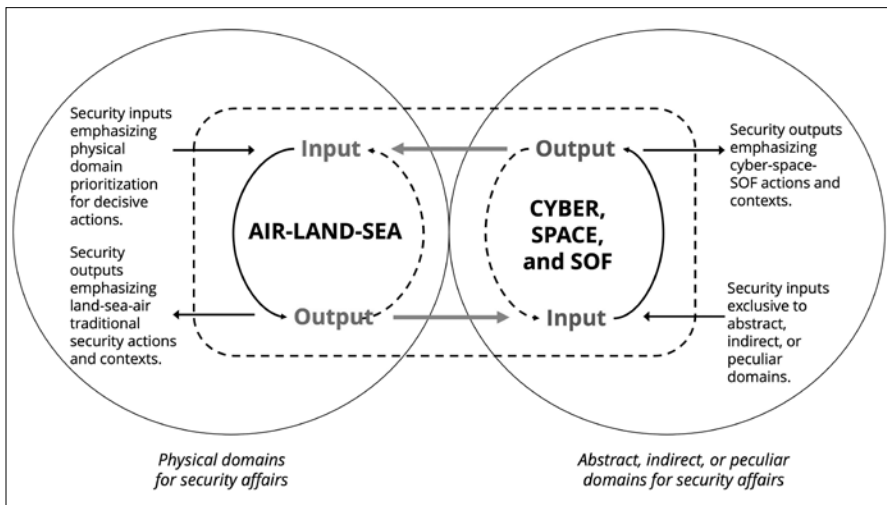 Security inputs
emphasizing
physical
domain
prioritization
for decisive
actions.
Input
Output
Security outputs
emphasizing
cyber-space-
SOF actions and
contexts.
AIR-LAND-SEA
CYBER,
SPACE,
and SOF
Security
outputs
emphasizing
land-sea-air
traditional
security actions
and contexts.
Output
Input
Security inputs
exclusive to
abstract,
indirect, or
peculiar
domains.
Physical domains
for security affairs
Abstract, indirect, or peculiar
domains for security affairs